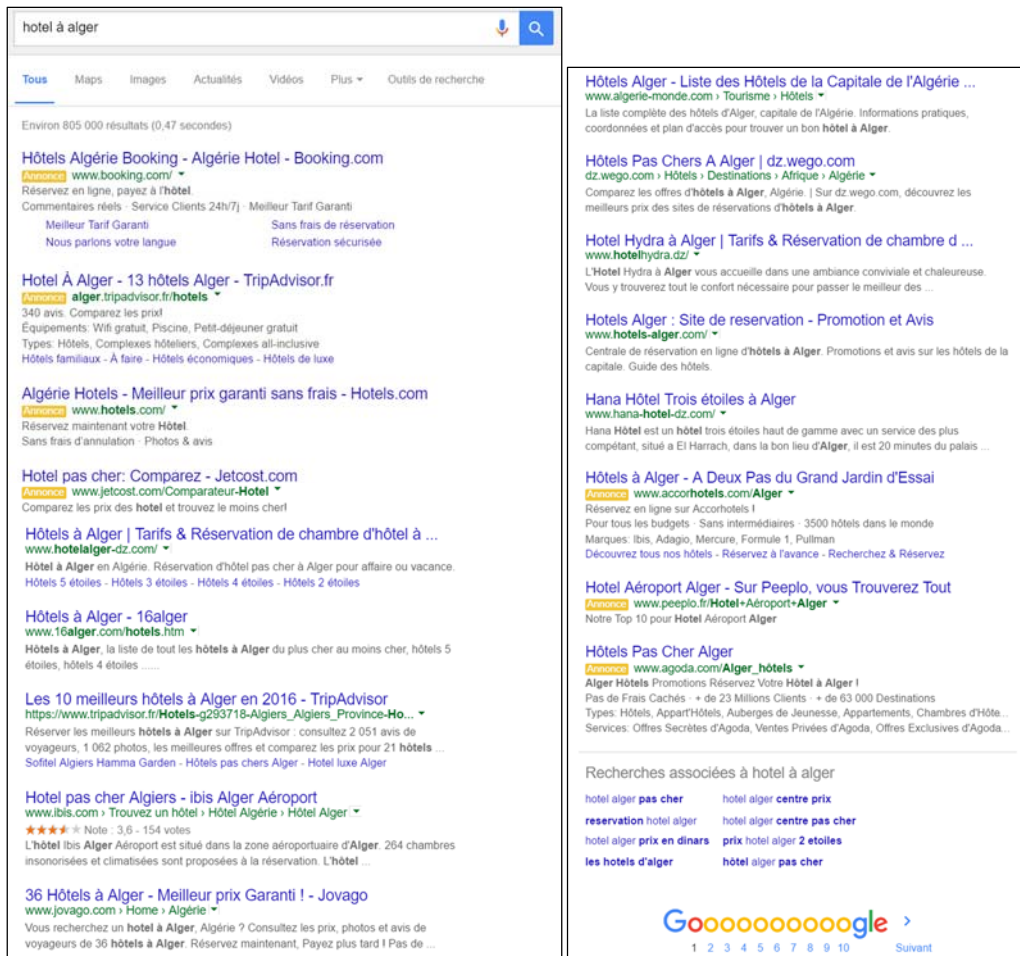 hotel à alger
Tous Maps Images Actualités Vidéos Plus Outils de recherche
Environ 805 000 résultats (0,47 secondes)
Hôtels Algérie Booking - Algérie Hotel - Booking.com
Annonce www.booking.com/
Réservez en ligne, payez à l'hôtel.
Commentaires réels · Service Clients 24h/7j · Meilleur Tarif Garanti
Meilleur Tarif Garanti Sans frais de réservation
Nous parlons votre langue Réservation sécurisée
Hotel À Alger - 13 hôtels Alger - TripAdvisor.fr
Annonce alger.tripadvisor.fr/hotels
340 avis. Comparez les prix!
Équipements: Wifi gratuit, Piscine, Petit-déjeuner gratuit
Types: Hôtels, Complexes hôteliers, Complexes all-inclusive
Hôtels familiaux - À faire - Hôtels économiques - Hôtels de luxe
Algérie Hotels - Meilleur prix garanti sans frais - Hotels.com
Annonce www.hotels.com/
Réservez maintenant votre Hôtel.
Sans frais d'annulation · Photos & avis
Hotel pas cher: Comparez - Jetcost.com
Annonce www.jetcost.com/Comparateur-Hotel
Comparez les prix des hotel et trouvez le moins cher!
Hôtels à Alger | Tarifs & Réservation de chambre d'hôtel à ...
www.hotelalger-dz.com/
Hôtel à Alger en Algérie. Réservation d'hôtel pas cher à Alger pour affaire ou vacance.
Hôtels 5 étoiles - Hôtels 3 étoiles - Hôtels 4 étoiles - Hôtels 2 étoiles
Hôtels à Alger - 16alger
www.16alger.com/hotels.htm
Hôtels à Alger, la liste de tout les hôtels à Alger du plus cher au moins cher, hôtels 5
étoiles, hôtels 4 étoiles ......
Les 10 meilleurs hôtels à Alger en 2016 - TripAdvisor
https://www.tripadvisor.fr/Hotels-g293718-Algiers_Algiers_Province-Ho...
Réserver les meilleurs hôtels à Alger sur TripAdvisor : consultez 2 051 avis de
voyageurs, 1 062 photos, les meilleures offres et comparez les prix pour 21 hôtels ...
Sofitel Algiers Hamma Garden - Hôtels pas chers Alger - Hotel luxe Alger
Hotel pas cher Algiers - ibis Alger Aéroport
www.ibis.com › Trouvez un hôtel › Hôtel Algérie › Hôtel Alger
Note : 3,6 - 154 votes
L'hôtel Ibis Alger Aéroport est situé dans la zone aéroportuaire d'Alger. 264 chambres
insonorisées et climatisées sont proposées à la réservation. L'hôtel ...
36 Hôtels à Alger - Meilleur prix Garanti ! - Jovago
www.jovago.com › Home › Algérie
Vous recherchez un hotel à Alger, Algérie ? Consultez les prix, photos et avis de
voyageurs de 36 hôtels à Alger. Réservez maintenant, Payez plus tard ! Pas de ...
Hôtels Alger - Liste des Hôtels de la Capitale de l'Algérie ...
www.algerie-monde.com › Tourisme › Hôtels
La liste complète des hôtels d'Alger, capitale de l'Algérie. Informations pratiques,
coordonnées et plan d'accès pour trouver un bon hôtel à Alger.
Hôtels Pas Chers A Alger | dz.wego.com
dz.wego.com › Hôtels › Destinations › Afrique › Algérie
Comparez les offres d'hôtels à Alger, Algérie. | Sur dz.wego.com, découvrez les
meilleurs prix des sites de réservations d'hôtels à Alger.
Hotel Hydra à Alger | Tarifs & Réservation de chambre d ...
www.hotelhydra.dz/
L'Hotel Hydra à Alger vous accueille dans une ambiance conviviale et chaleureuse.
Vous y trouverez tout le confort nécessaire pour passer le meilleur des ...
Hotels Alger : Site de reservation - Promotion et Avis
www.hotels-alger.com/
Centrale de réservation en ligne d'hôtels à Alger. Promotions et avis sur les hôtels de la
capitale. Guide des hôtels.
Hana Hôtel Trois étoiles à Alger
www.hana-hotel-dz.com/
Hana Hôtel est un hôtel trois étoiles haut de gamme avec un service des plus
compétant, situé a El Harrach, dans la bon lieu d'Alger, il est 20 minutes du palais ...
Hôtels à Alger - A Deux Pas du Grand Jardin d'Essai
Annonce www.accorhotels.com/Alger
Réservez en ligne sur Accorhotels !
Pour tous les budgets · Sans intermédiaires · 3500 hôtels dans le monde
Marques: Ibis, Adagio, Mercure, Formule 1, Pullman
Découvrez tous nos hôtels - Réservez à l'avance - Recherchez & Réservez
Hotel Aéroport Alger - Sur Peeplo, vous Trouverez Tout
Annonce www.peeplo.fr/Hotel+Aéroport+Alger
Notre Top 10 pour Hotel Aéroport Alger
Hôtels Pas Cher Alger
Annonce www.agoda.com/Alger_hôtels
Alger Hôtels Promotions Réservez Votre Hôtel à Alger !
Pas de Frais Cachés · + de 23 Millions Clients · + de 63 000 Destinations
Types: Hôtels, Appart'Hôtels, Auberges de Jeunesse, Appartements, Chambres d'Hôte...
Services: Offres Secrètes d'Agoda, Ventes Privées d'Agoda, Offres Exclusives d'Agoda...
Recherches associées à hotel à alger
hotel alger pas cher hotel alger centre prix
reservation hotel alger hotel alger centre pas cher
hotel alger prix en dinars prix hotel alger 2 etoiles
les hotels d'alger hôtel alger pas cher
Goooooooooogle >
1 2 3 4 5 6 7 8 9 10 Suivant